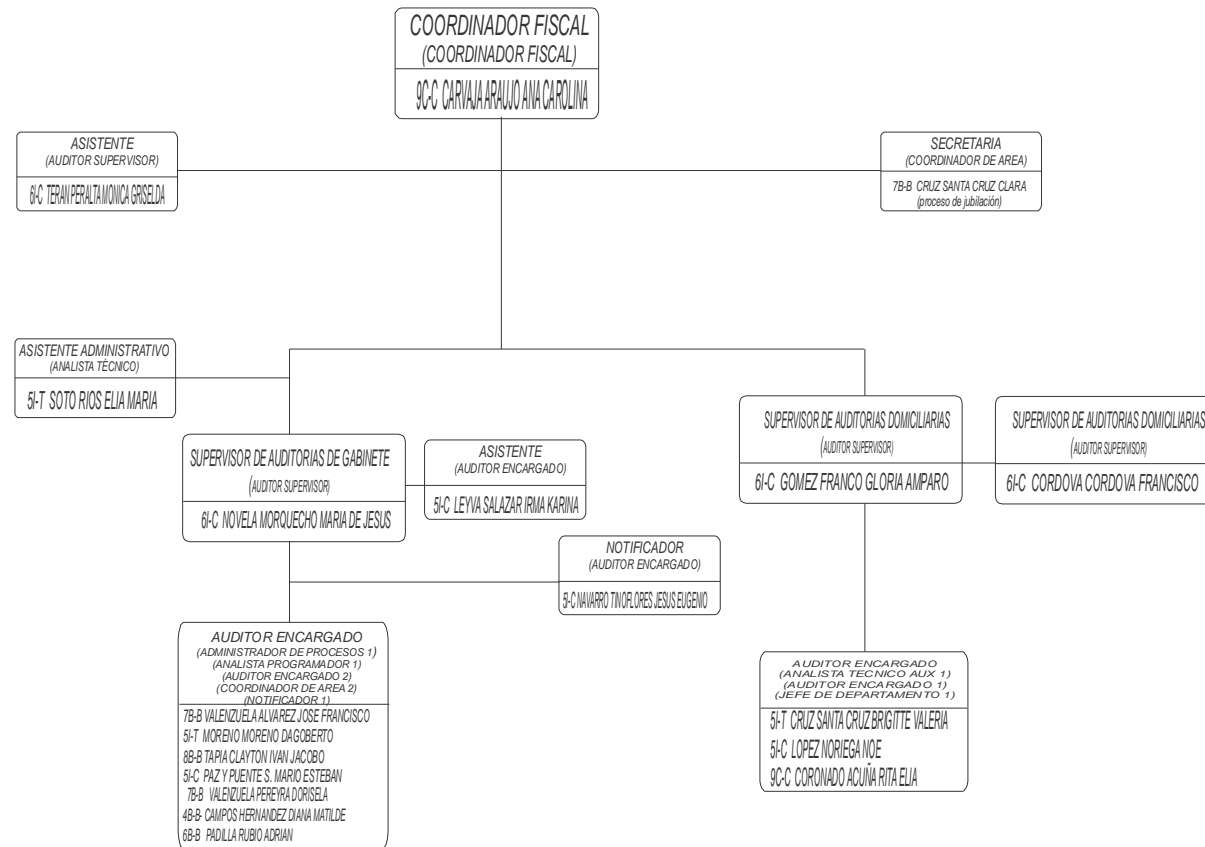 COORDINADOR FISCAL
(COORDINADOR FISCAL)
9C-C CARVAJA ARAUJO ANA CAROLINA
ASISTENTE
(AUDITOR SUPERVISOR)
6I-C TERAN PERALTA MONICA GRISELDA
SECRETARIA
(COORDINADOR DE AREA)
7B-B CRUZ SANTA CRUZ CLARA
(proceso de jubilación)
ASISTENTE ADMINISTRATIVO
(ANALISTA TÉCNICO)
5I-T SOTO RIOS ELIA MARIA
SUPERVISOR DE AUDITORIAS DE GABINETE
(AUDITOR SUPERVISOR)
6I-C NOVELA MORQUECHO MARIA DE JESUS
ASISTENTE
(AUDITOR ENCARGADO)
5I-C LEYVA SALAZAR IRMA KARINA
SUPERVISOR DE AUDITORIAS DOMICILIARIAS
(AUDITOR SUPERVISOR)
6I-C GOMEZ FRANCO GLORIA AMPARO
SUPERVISOR DE AUDITORIAS DOMICILIARIAS
(AUDITOR SUPERVISOR)
6I-C CORDOVA CORDOVA FRANCISCO
NOTIFICADOR
(AUDITOR ENCARGADO)
5I-C NAVARRO TINOFLORES JESUS EUGENIO
AUDITOR ENCARGADO
(ADMINISTRADOR DE PROCESOS 1)
(ANALISTA PROGRAMADOR 1)
(AUDITOR ENCARGADO 2)
(COORDINADOR DE AREA 2)
(NOTIFICADOR 1)
7B-B VALENZUELA ALVAREZ JOSE FRANCISCO
5I-T MORENO MORENO DAGOBERTO
8B-B TAPIA CLAYTON IVAN JACOBO
5I-C PAZ Y PUENTE S. MARIO ESTEBAN
7B-B VALENZUELA PEREYRA DORISELA
4B-B- CAMPOS HERNANDEZ DIANA MATILDE
6B-B PADILLA RUBIO ADRIAN
AUDITOR ENCARGADO
(ANALISTA TECNICO AUX 1)
(AUDITOR ENCARGADO 1)
(JEFE DE DEPARTAMENTO 1)
5I-T CRUZ SANTA CRUZ BRIGITTE VALERIA
5I-C LOPEZ NORIEGA NOE
9C-C CORONADO ACUÑA RITA ELIA